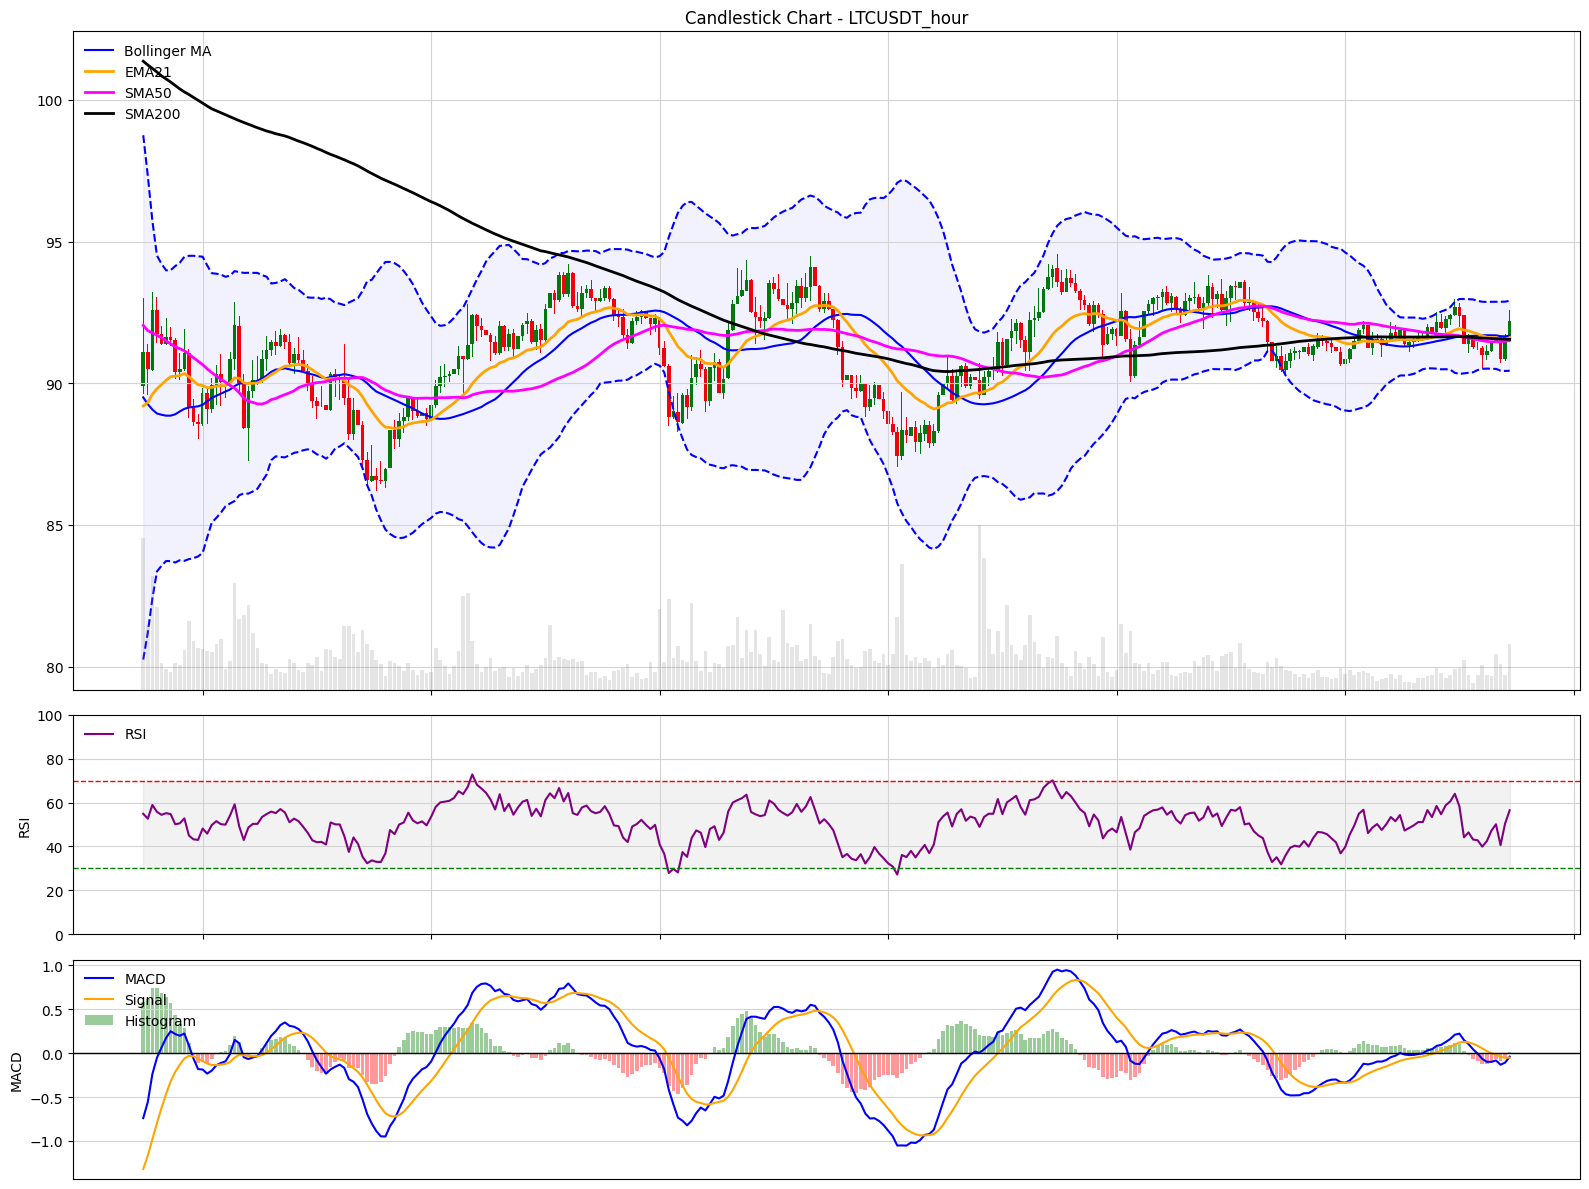 Candlestick Chart - LTCUSDT_hour
Bollinger MA
EMA21
SMA50
SMA200
100
95
90
85
80
RSI
100
80
60
40
20
0
RSI
MACD
Signal
Histogram
1.0
0.5
0.0
−0.5
−1.0
MACD